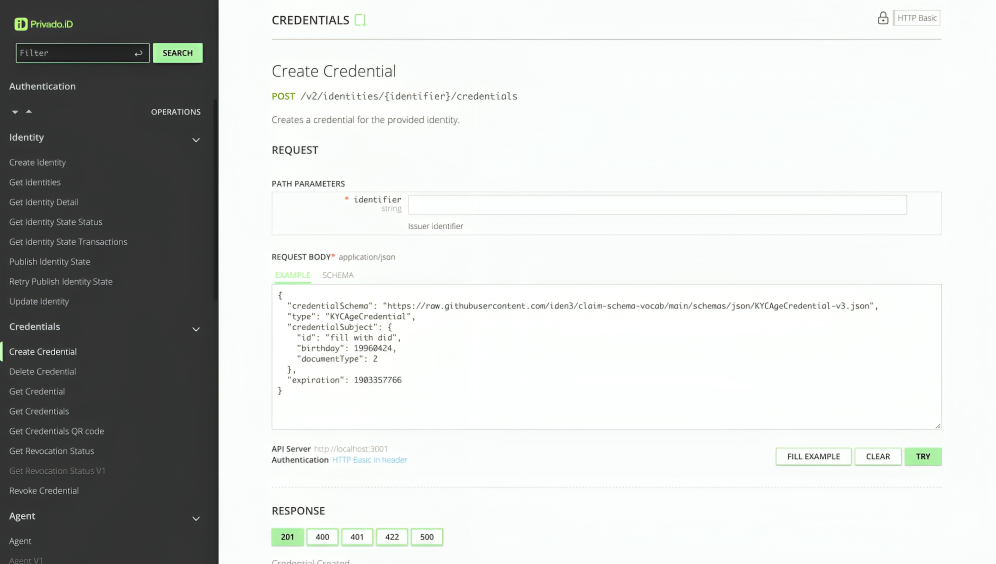 Privado.iD
Filter
SEARCH
Authentication
OPERATIONS
Identity
Create Identity
Get Identities
Get Identity Detail
Get Identity State Status
Get Identity State Transactions
Publish Identity State
Retry Publish Identity State
Update Identity
Credentials
Create Credential
Delete Credential
Get Credential
Get Credentials
Get Credentials QR code
Get Revocation Status
Get Revocation Status V1
Revoke Credential
Agent
Agent
Agent V1
CREDENTIALS
HTTP Basic
Create Credential
POST /v2/identities/{identifier}/credentials
Creates a credential for the provided identity.
REQUEST
PATH PARAMETERS
* identifier
string
Issuer identifier
REQUEST BODY* application/json
EXAMPLE SCHEMA
{
"credentialSchema": "https://raw.githubusercontent.com/iden3/claim-schema-vocab/main/schemas/json/KYCAgeCredential-v3.json",
"type": "KYCAgeCredential",
"credentialSubject": {
"id": "fill with did",
"birthday": 19960424,
"documentType": 2
},
"expiration": 1903357766
}
API Server http://localhost:3001
Authentication HTTP Basic in header
FILL EXAMPLE CLEAR TRY
RESPONSE
201 400 401 422 500
Credential Created